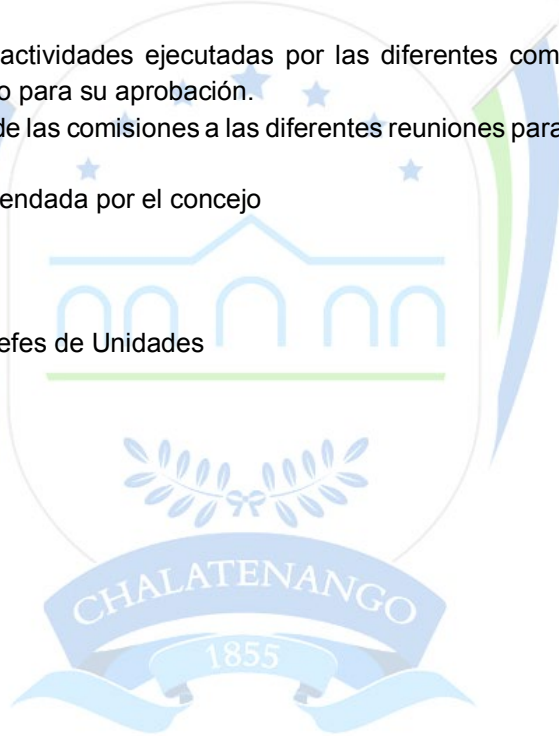 actividades ejecutadas por las diferentes com
o para su aprobación.
de las comisiones a las diferentes reuniones para
endada por el concejo
efes de Unidades
CHALATENANGO
1855